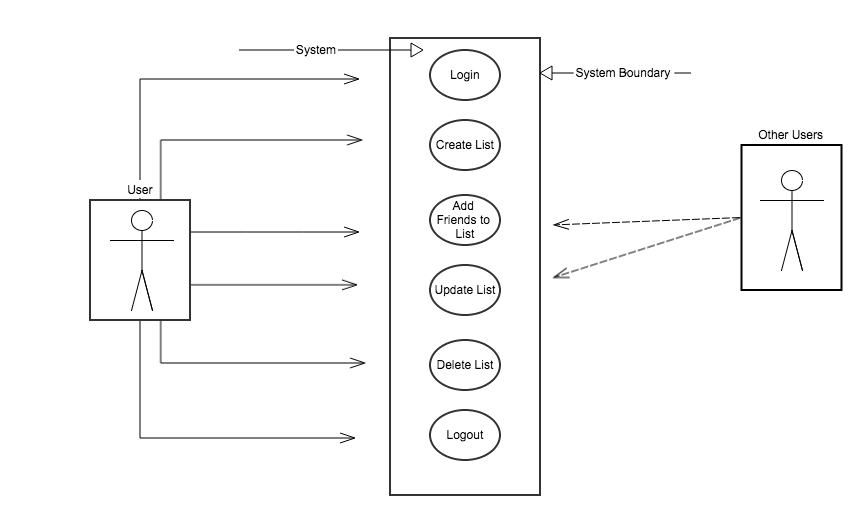 System
Login
System Boundary
Other Users
Create List
User
Add
Friends to
List
Update List
Delete List
Logout